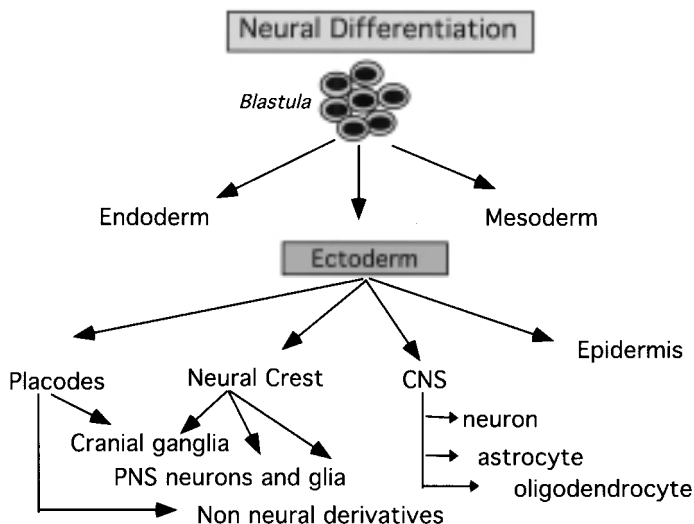 Neural Differentiation
Blastula
Endoderm
Mesoderm
Ectoderm
Epidermis
Placodes
Neural Crest
CNS
neuron
Cranial ganglia
astrocyte
PNS neurons and glia
oligodendrocyte
Non neural derivatives